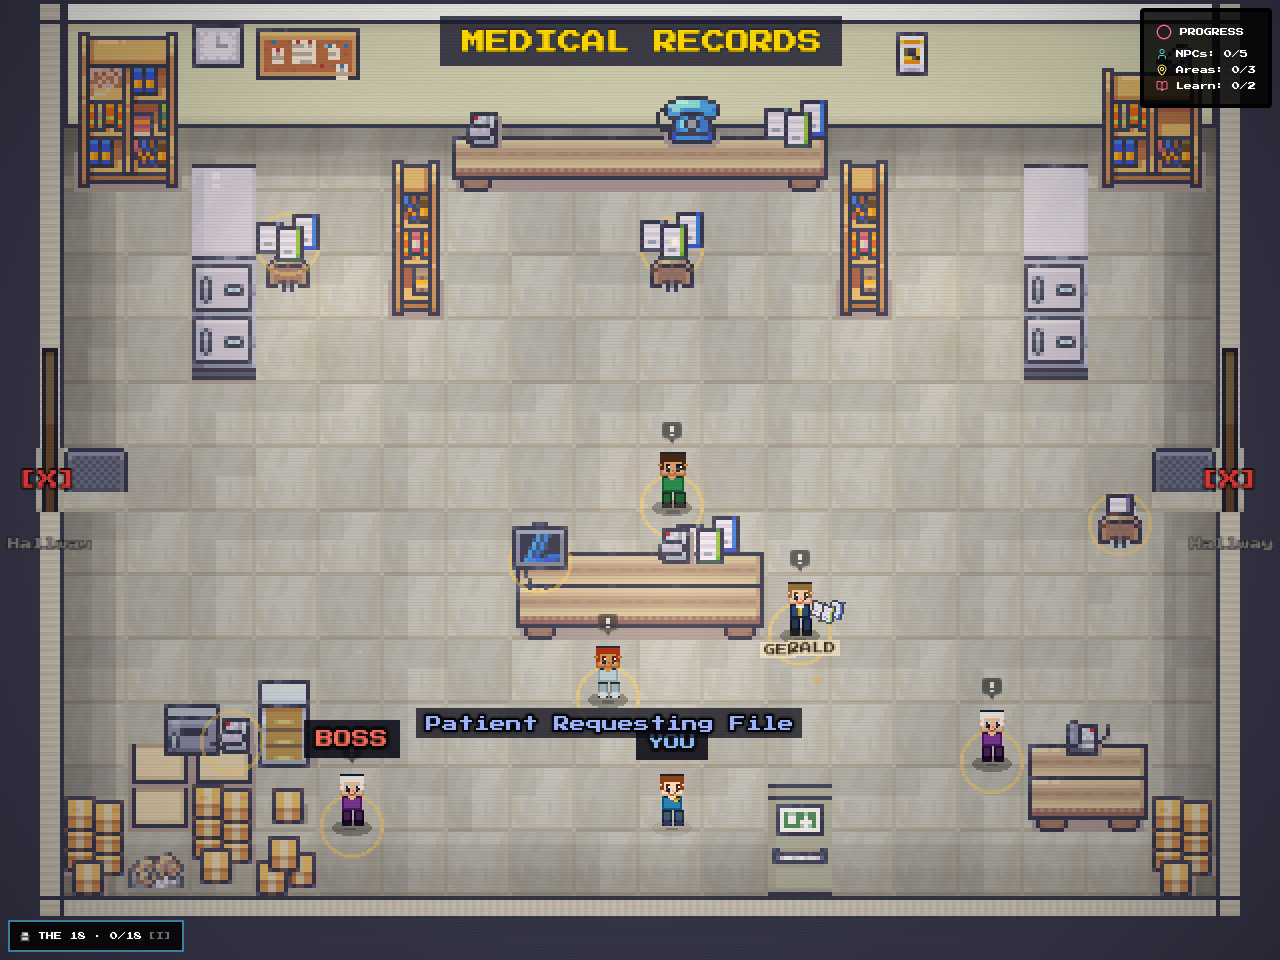 MEDICAL RECORDS
PROGRESS
NPCs: 0/5
Areas: 0/3
Learn: 0/2
[X]
[X]
Hallway
Hallway
GERALD
Patient Requesting File
BOSS
YOU
THE 18 · 0/18 [I]